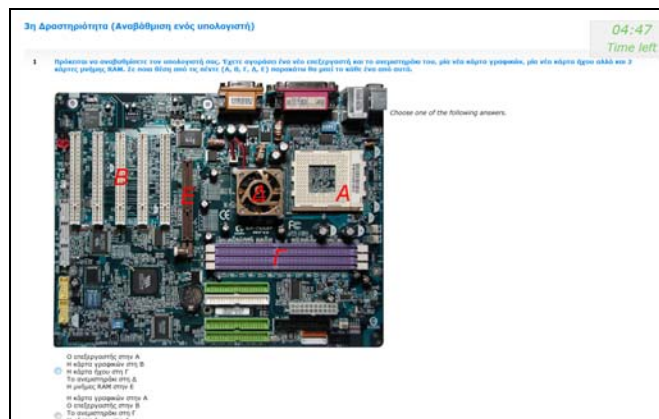 3η Δραστηριότητα (Αναβάθμιση ενός υπολογιστή)
04:47
Time left
1 Πρόκειται να αναβαθμίσετε τον υπολογιστή σας. Έχετε αγοράσει ένα νέο επεξεργαστή και το ανεμιστηράκι του, μία νέα κάρτα γραφικών, μία νέα κάρτα ήχου αλλά και 3
κάρτες μνήμης RAM. Σε ποια θέση από τις πέντε (Α, Β, Γ, Δ, Ε) παρακάτω θα μπεί το κάθε ένα από αυτά.
Choose one of the following answers.
B
E
Δ
A
Γ
Ο επεξεργαστής στην Α
Η κάρτα γραφικών στη Β
Η κάρτα ήχου στη Γ
Το ανεμιστηράκι στη Δ
Η μνήμες RAM στην Ε
Η κάρτα γραφικών στην Α
Ο επεξεργαστής στην Β
Το ανεμιστηράκι στη Γ